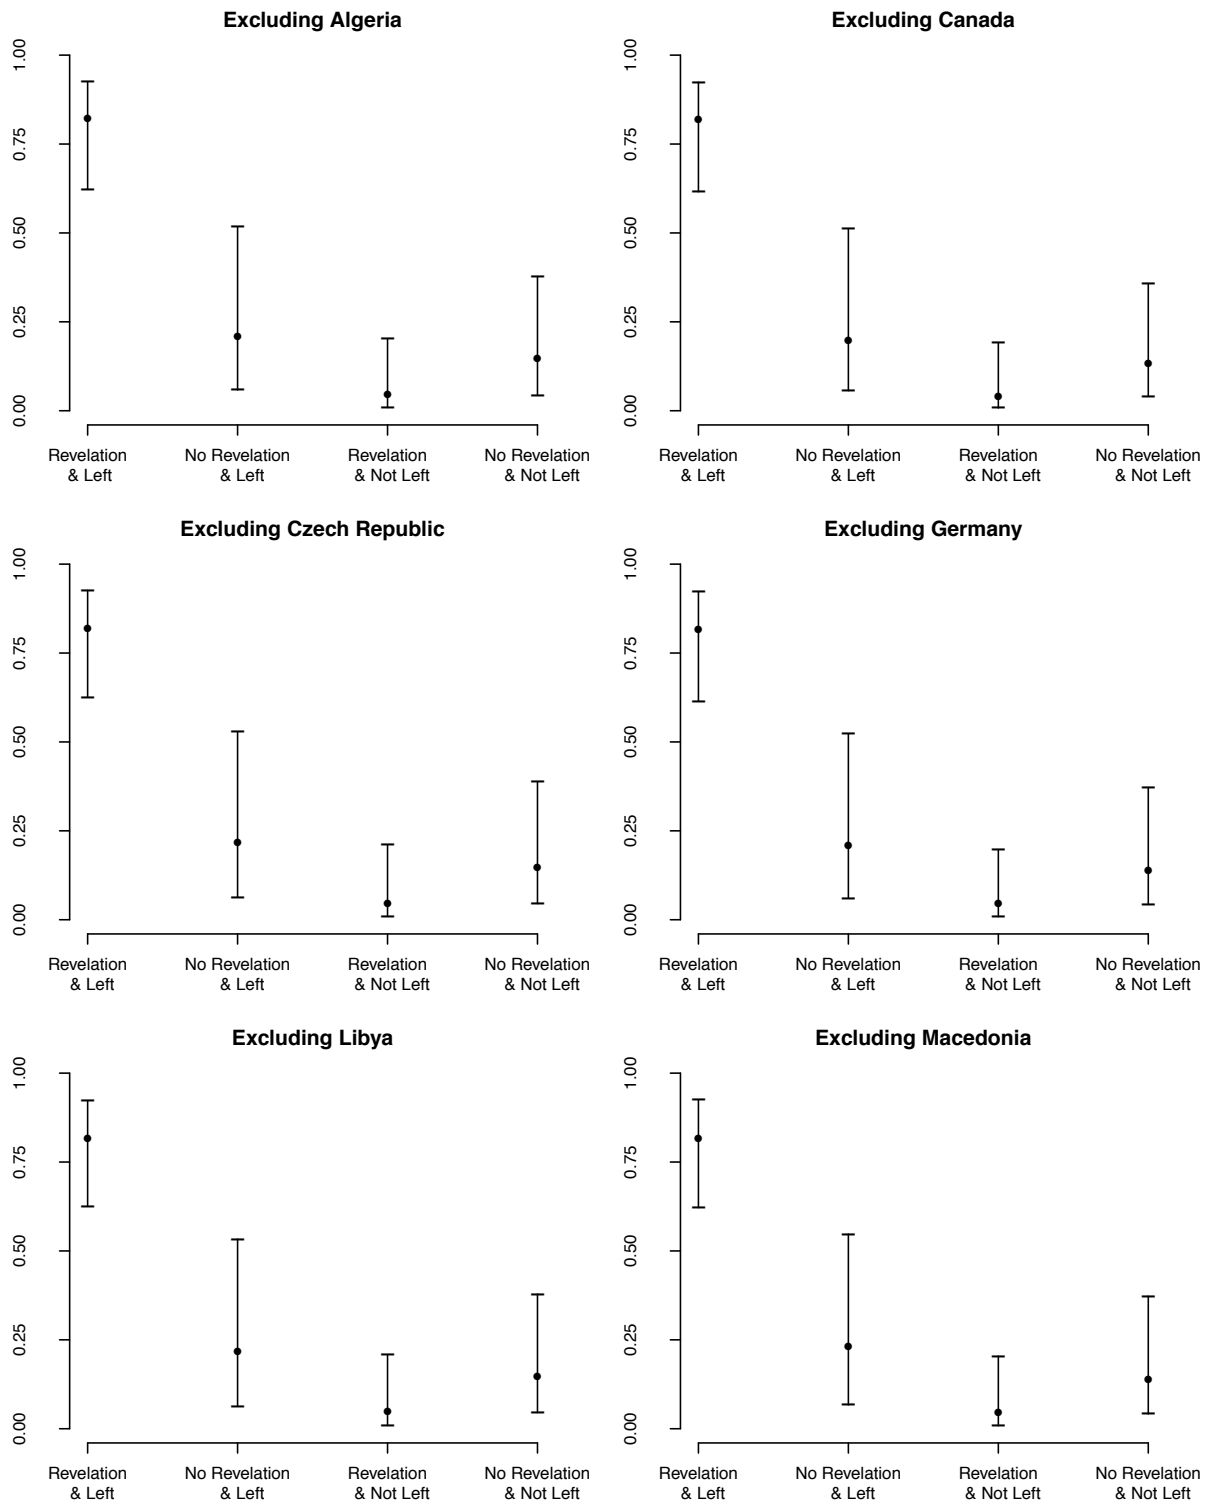 Excluding Algeria
1.00
0.75
0.50
0.25
0.00
Revelation No Revelation Revelation No Revelation
& Left & Left & Not Left & Not Left
Excluding Canada
1.00
0.75
0.50
0.25
0.00
Revelation No Revelation Revelation No Revelation
& Left & Left & Not Left & Not Left
Excluding Czech Republic
1.00
0.75
0.50
0.25
0.00
Revelation No Revelation Revelation No Revelation
& Left & Left & Not Left & Not Left
Excluding Germany
1.00
0.75
0.50
0.25
0.00
Revelation No Revelation Revelation No Revelation
& Left & Left & Not Left & Not Left
Excluding Libya
1.00
0.75
0.50
0.25
0.00
Revelation No Revelation Revelation No Revelation
& Left & Left & Not Left & Not Left
Excluding Macedonia
1.00
0.75
0.50
0.25
0.00
Revelation No Revelation Revelation No Revelation
& Left & Left & Not Left & Not Left